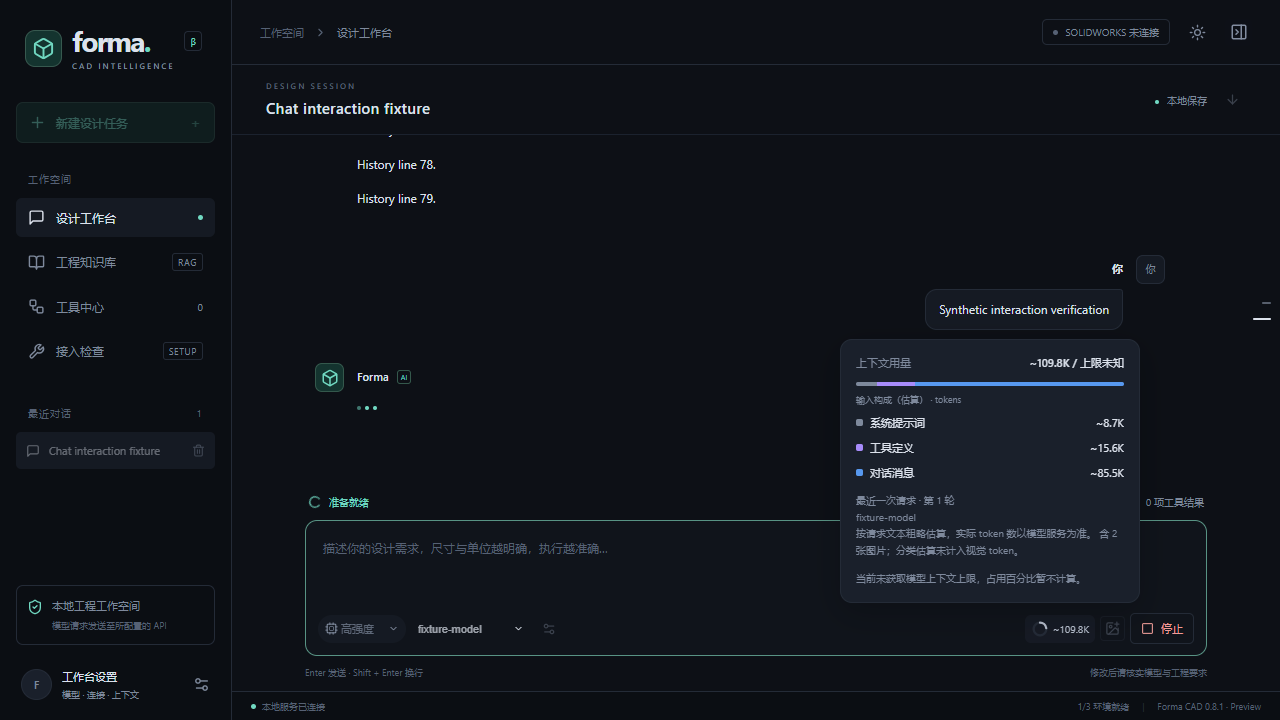 forma.
β
CAD INTELLIGENCE
新建设计任务
工作空间
设计工作台
工程知识库
RAG
工具中心
0
接入检查
SETUP
最近对话
1
Chat interaction fixture
本地工程工作空间
模型请求发送至所配置的 API
F
工作台设置
模型 · 连接 · 上下文
工作空间
设计工作台
SOLIDWORKS 未连接
DESIGN SESSION
Chat interaction fixture
本地保存
History line 78.
History line 79.
你
你
Synthetic interaction verification
Forma
AI
上下文用量
~109.8K / 上限未知
输入构成（估算） · tokens
系统提示词
~8.7K
工具定义
~15.6K
对话消息
~85.5K
最近一次请求 · 第 1 轮
fixture-model
按请求文本粗略估算，实际 token 数以模型服务为准。 含 2
张图片；分类估算未计入视觉 token。
当前未获取模型上下文上限，占用百分比暂不计算。
准备就绪
0 项工具结果
描述你的设计需求，尺寸与单位越明确，执行越准确...
高强度
fixture-model
~109.8K
停止
Enter 发送 · Shift + Enter 换行
修改后请核实模型与工程要求
本地服务已连接
1/3 环境就绪
Forma CAD 0.8.1 · Preview